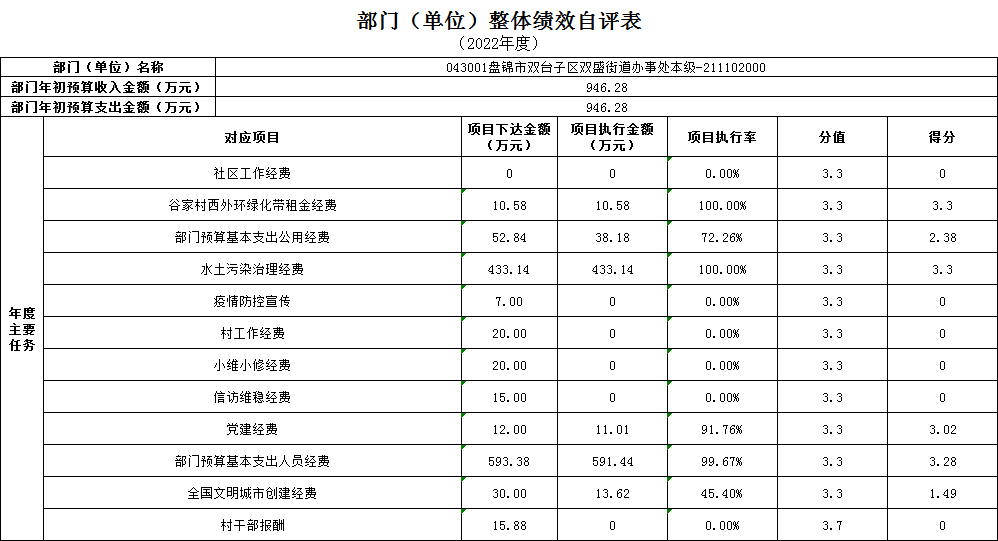 部门（单位）整体绩效自评表
（2022年度）
部门（单位）名称 043001盘锦市双台子区双盛街道办事处本级-211102000
部门年初预算收入金额（万元） 946.28
部门年初预算支出金额（万元） 946.28
年度主要任务
对应项目 项目下达金额（万元） 项目执行金额（万元） 项目执行率 分值 得分
社区工作经费 0 0 0.00% 3.3 0
谷家村西外环绿化带租金经费 10.58 10.58 100.00% 3.3 3.3
部门预算基本支出公用经费 52.84 38.18 72.26% 3.3 2.38
水土污染治理经费 433.14 433.14 100.00% 3.3 3.3
疫情防控宣传 7.00 0 0.00% 3.3 0
村工作经费 20.00 0 0.00% 3.3 0
小维小修经费 20.00 0 0.00% 3.3 0
信访维稳经费 15.00 0 0.00% 3.3 0
党建经费 12.00 11.01 91.76% 3.3 3.02
部门预算基本支出人员经费 593.38 591.44 99.67% 3.3 3.28
全国文明城市创建经费 30.00 13.62 45.40% 3.3 1.49
村干部报酬 15.88 0 0.00% 3.7 0